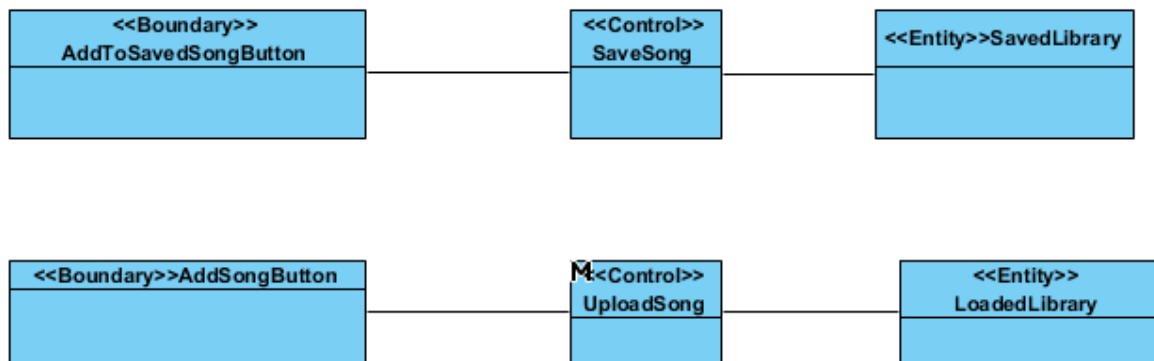 <<Boundary>>
AddToSavedSongButton
<<Control>>
SaveSong
<<Entity>>SavedLibrary
<<Boundary>>AddSongButton
M
<<Control>>
UploadSong
<<Entity>>
LoadedLibrary